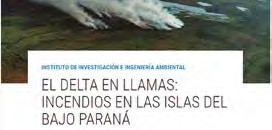 INSTITUTO DE INVESTIGACIÓN E INGENIERÍA AMBIENTAL
EL DELTA EN LLAMAS:
INCENDIOS EN LAS ISLAS DEL
BAJO PARANÁ